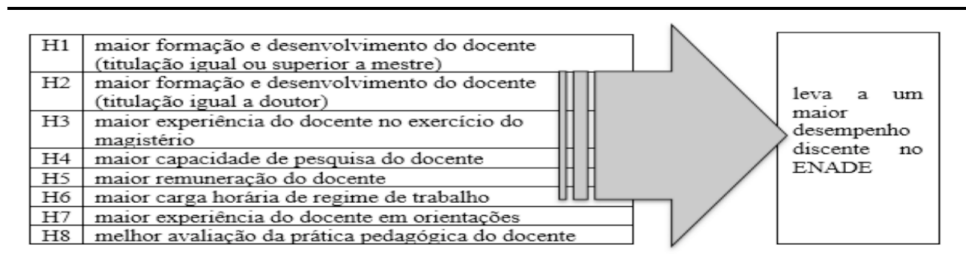 H1 maior formação e desenvolvimento do docente
(titulação igual ou superior a mestre)
H2 maior formação e desenvolvimento do docente
(titulação igual a doutor)
H3 maior experiência do docente no exercício do
magistério
H4 maior capacidade de pesquisa do docente
H5 maior remuneração do docente
H6 maior carga horária de regime de trabalho
H7 maior experiência do docente em orientações
H8 melhor avaliação da prática pedagógica do docente
leva a um
maior
desempenho
discente no
ENADE